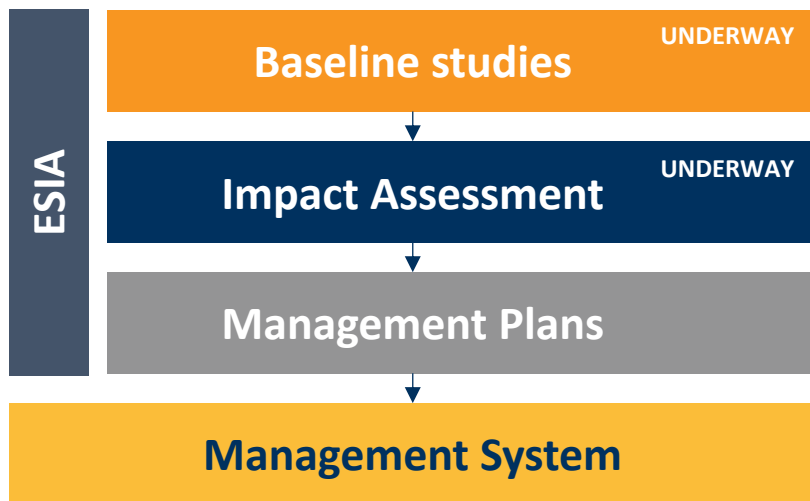 ESIA
UNDERWAY
Baseline studies
UNDERWAY
Impact Assessment
Management Plans
Management System